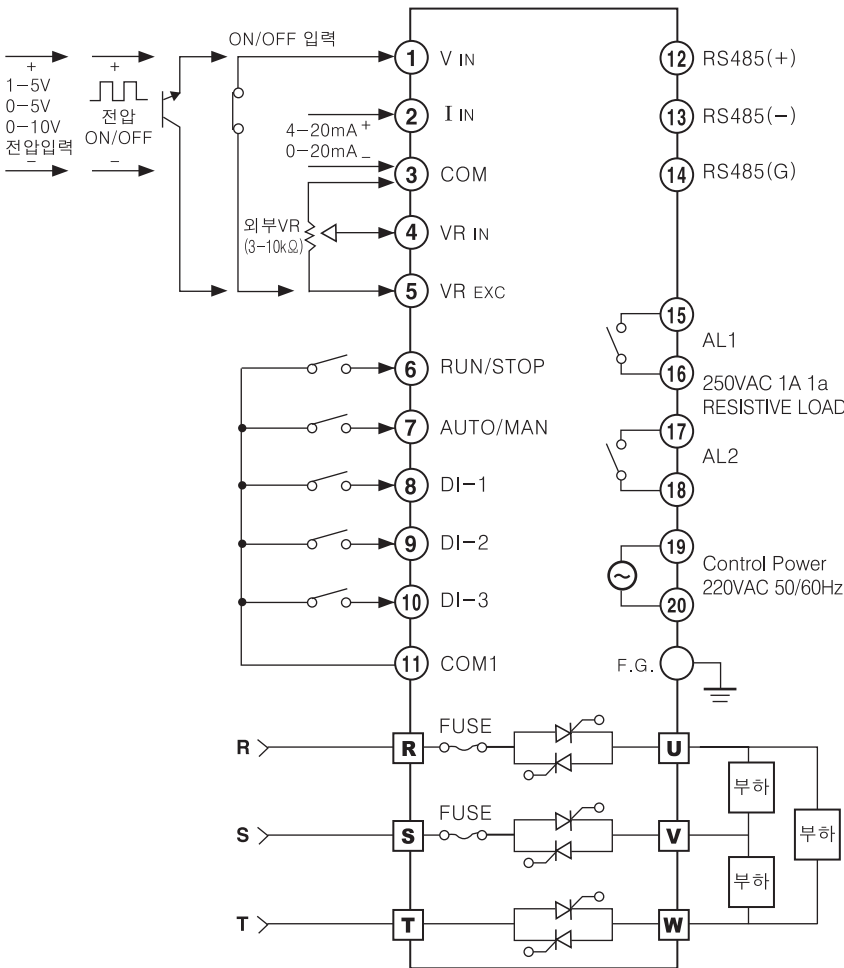 ON/OFF 입력
+
1-5V
0-5V
0-10V
전압입력
-
+
전압
ON/OFF
-
4-20mA +
0-20mA -
외부VR
(3-10kΩ)
1 V IN
2 I IN
3 COM
4 VR IN
5 VR EXC
6 RUN/STOP
7 AUTO/MAN
8 DI-1
9 DI-2
10 DI-3
11 COM1
12 RS485(+)
13 RS485(-)
14 RS485(G)
15
AL1
16
250VAC 1A 1a
RESISTIVE LOAD
17
AL2
18
19
Control Power
220VAC 50/60Hz
~
20
F.G.
R R FUSE U
부하
S S FUSE V
부하
부하
T T W